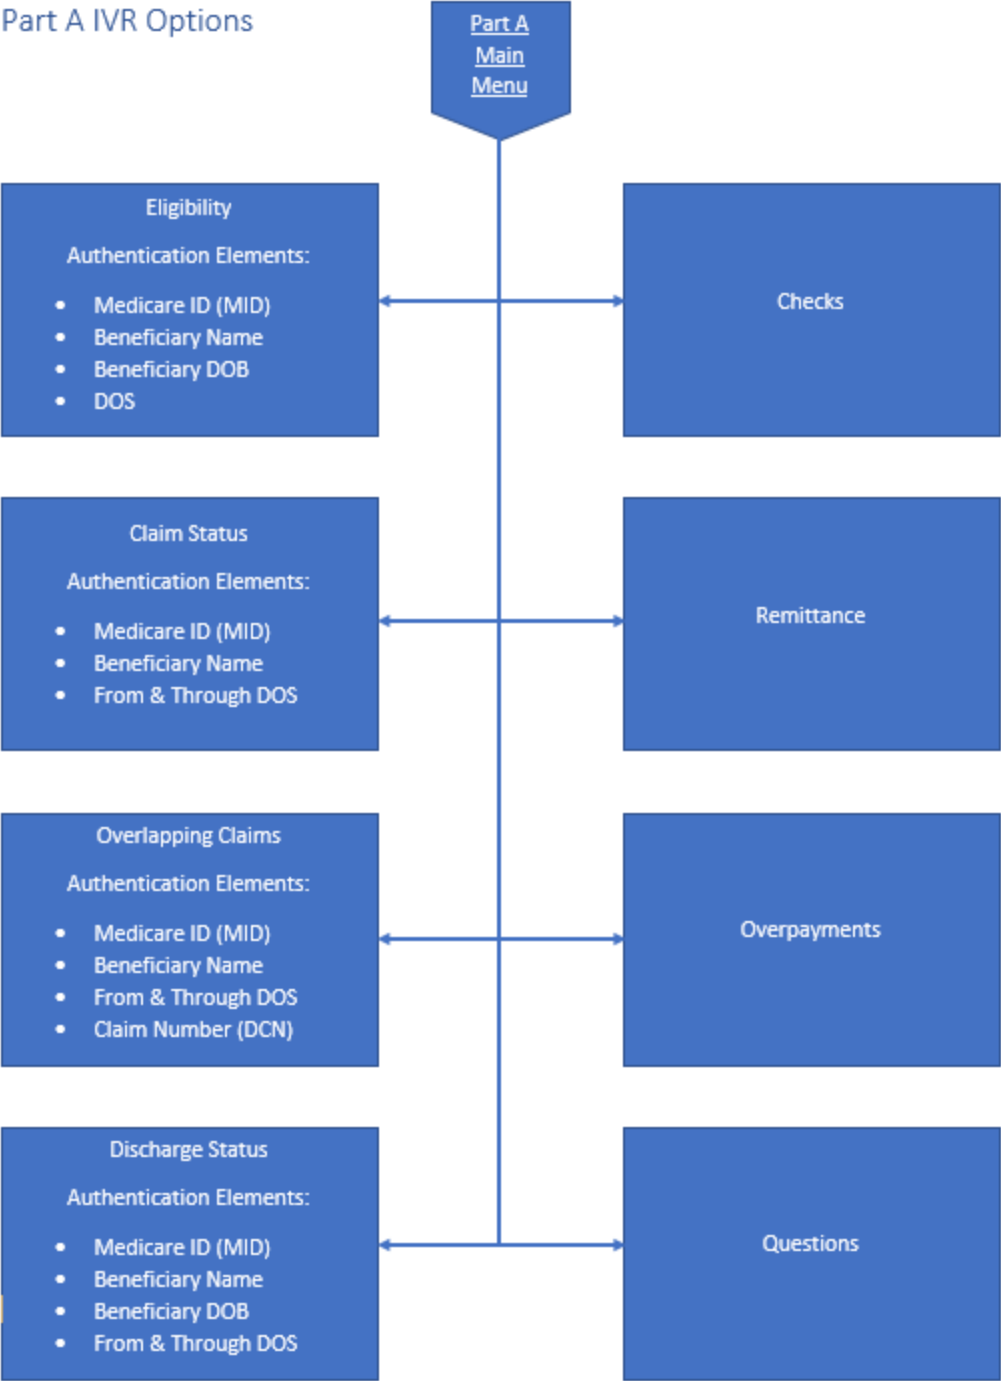 Part A IVR Options
Part A
Main
Menu
Eligibility
Authentication Elements:
• Medicare ID (MID)
• Beneficiary Name
• Beneficiary DOB
• DOS
Checks
Claim Status
Authentication Elements:
• Medicare ID (MID)
• Beneficiary Name
• From & Through DOS
Remittance
Overlapping Claims
Authentication Elements:
• Medicare ID (MID)
• Beneficiary Name
• From & Through DOS
• Claim Number (DCN)
Overpayments
Discharge Status
Authentication Elements:
• Medicare ID (MID)
• Beneficiary Name
• Beneficiary DOB
• From & Through DOS
Questions